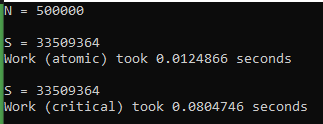 N = 500000
S = 33509364
Work (atomic) took 0.0124866 seconds
S = 33509364
Work (critical) took 0.0804746 seconds